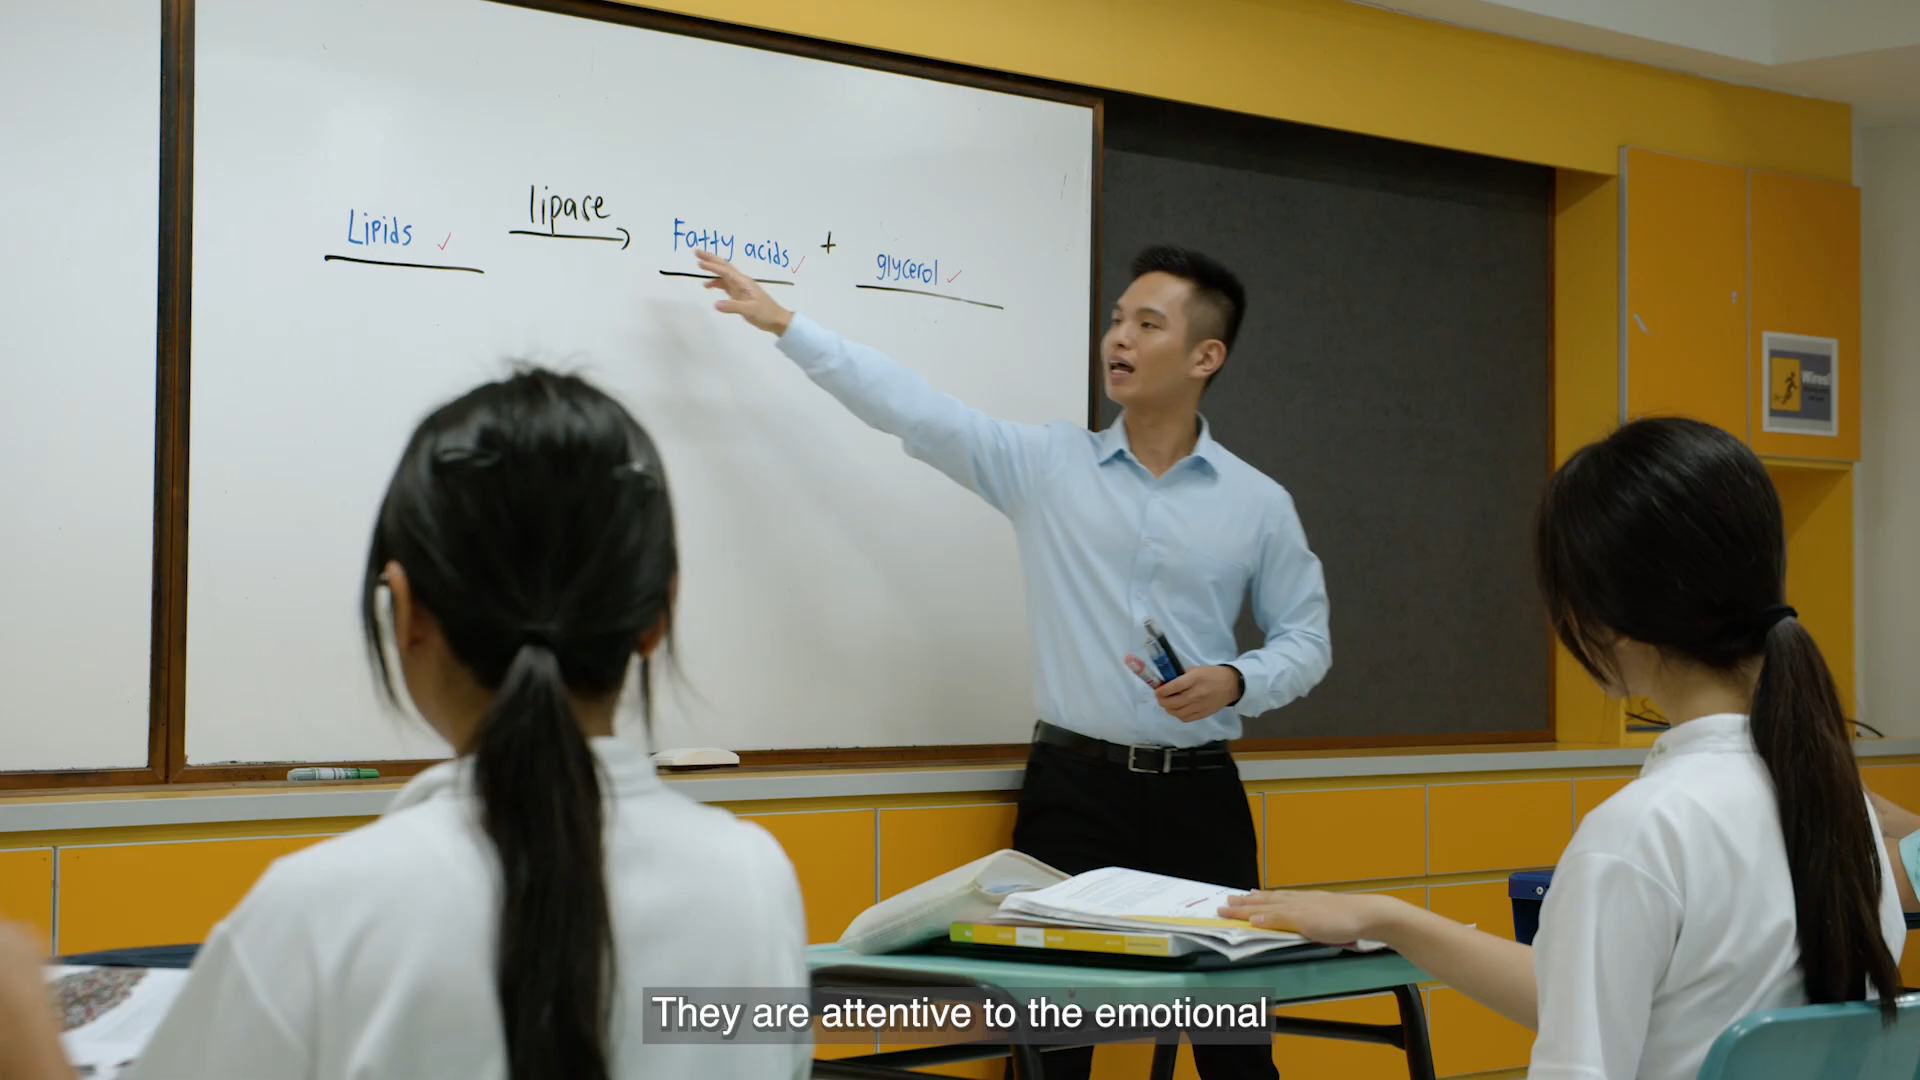 lipase
Lipids ✓ → Fatty acids ✓ + glycerol ✓
They are attentive to the emotional